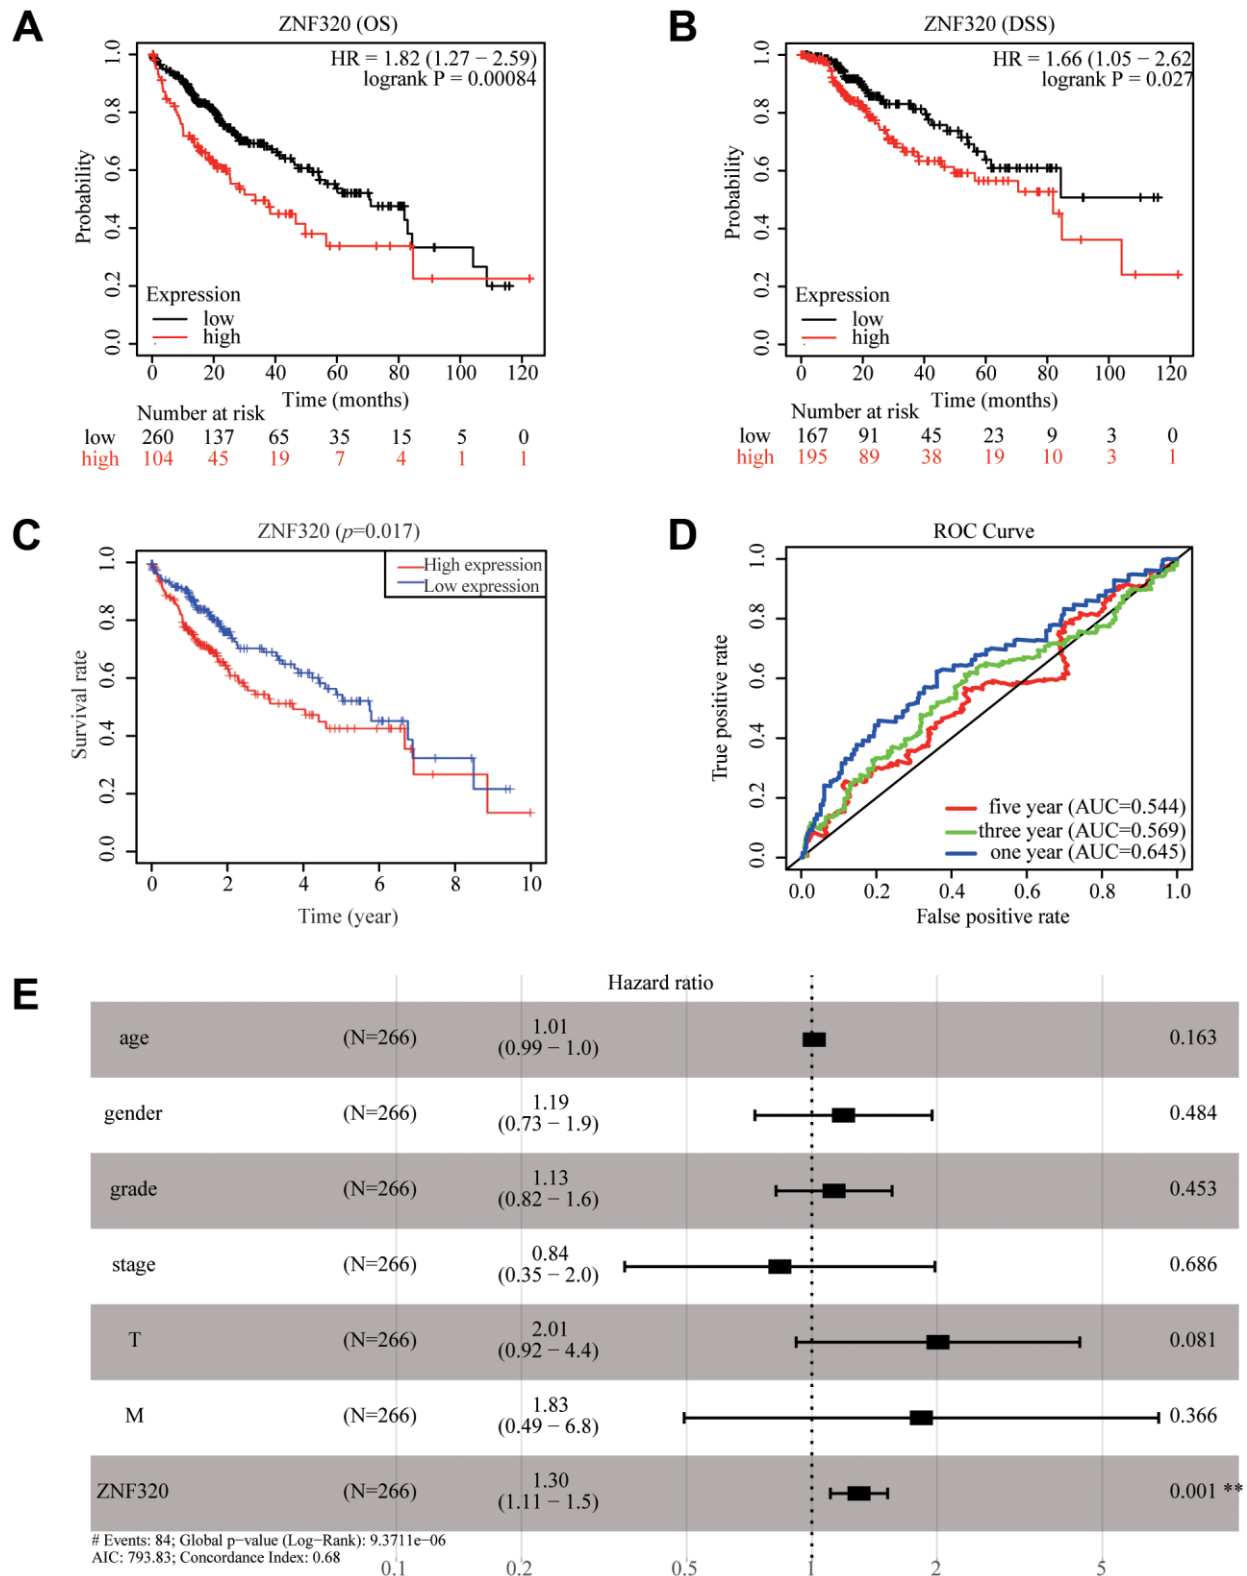 A
ZNF320 (OS)
HR = 1.82 (1.27 − 2.59)
logrank P = 0.00084
Probability
1.0
0.8
0.6
0.4
0.2
0.0
Expression
low
high
0 20 40 60 80 100 120
Time (months)
Number at risk
low 260 137 65 35 15 5 0
high 104 45 19 7 4 1 1
B
ZNF320 (DSS)
HR = 1.66 (1.05 − 2.62
logrank P = 0.027
Probability
1.0
0.8
0.6
0.4
0.2
0.0
Expression
low
high
0 20 40 60 80 100 120
Time (months)
Number at risk
low 167 91 45 23 9 3 0
high 195 89 38 19 10 3 1
C
ZNF320 (p=0.017)
High expression
Low expression
Survival rate
1.0
0.8
0.6
0.4
0.2
0.0
0 2 4 6 8 10
Time (year)
D
ROC Curve
True positive rate
1.0
0.8
0.6
0.4
0.2
0.0
five year (AUC=0.544)
three year (AUC=0.569)
one year (AUC=0.645)
0.0 0.2 0.4 0.6 0.8 1.0
False positive rate
E
Hazard ratio
age (N=266) 1.01 0.163
(0.99 − 1.0)
gender (N=266) 1.19 0.484
(0.73 − 1.9)
grade (N=266) 1.13 0.453
(0.82 − 1.6)
stage (N=266) 0.84 0.686
(0.35 − 2.0)
T (N=266) 2.01 0.081
(0.92 − 4.4)
M (N=266) 1.83 0.366
(0.49 − 6.8)
ZNF320 (N=266) 1.30 0.001 **
(1.11 − 1.5)
# Events: 84; Global p−value (Log−Rank): 9.3711e−06
AIC: 793.83; Concordance Index: 0.68
0.1 0.2 0.5 1 2 5